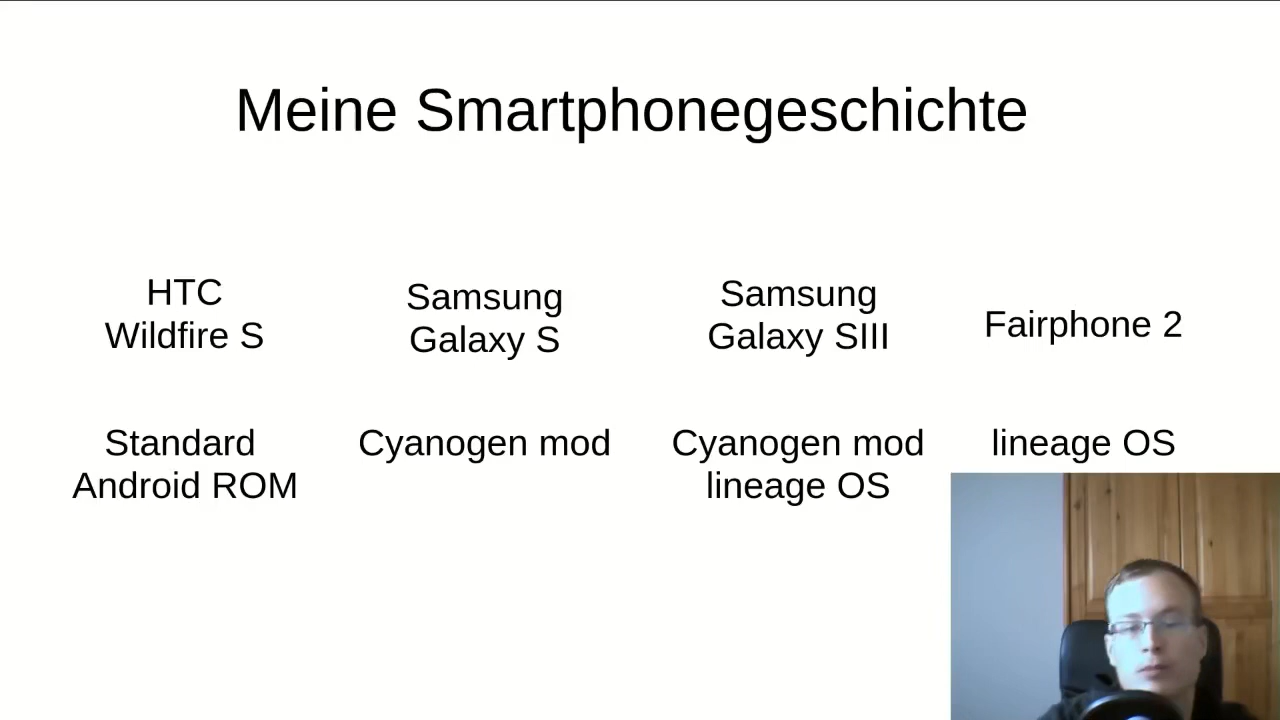 Meine Smartphonegeschichte
HTC
Wildfire S
Samsung
Galaxy S
Samsung
Galaxy SIII
Fairphone 2
Standard
Android ROM
Cyanogen mod
Cyanogen mod
lineage OS
lineage OS